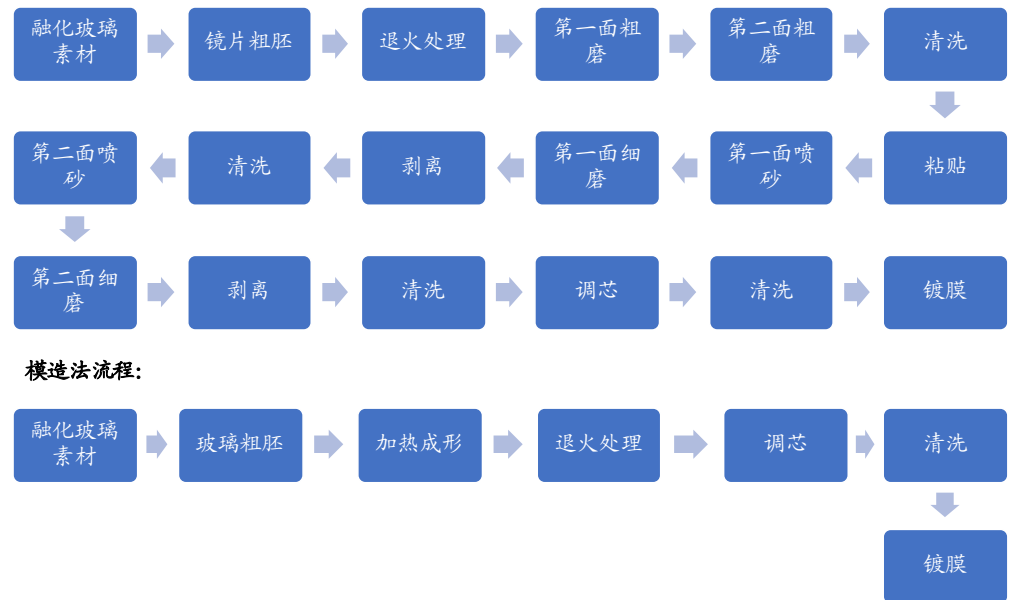 融化玻璃
素材
镜片粗胚
退火处理
第一面粗
磨
第二面粗
磨
清洗
粘贴
第一面喷
砂
第一面细
磨
剥离
清洗
第二面喷
砂
第二面细
磨
剥离
清洗
调芯
清洗
镀膜
模造法流程:
融化玻璃
素材
玻璃粗胚
加热成形
退火处理
调芯
清洗
镀膜